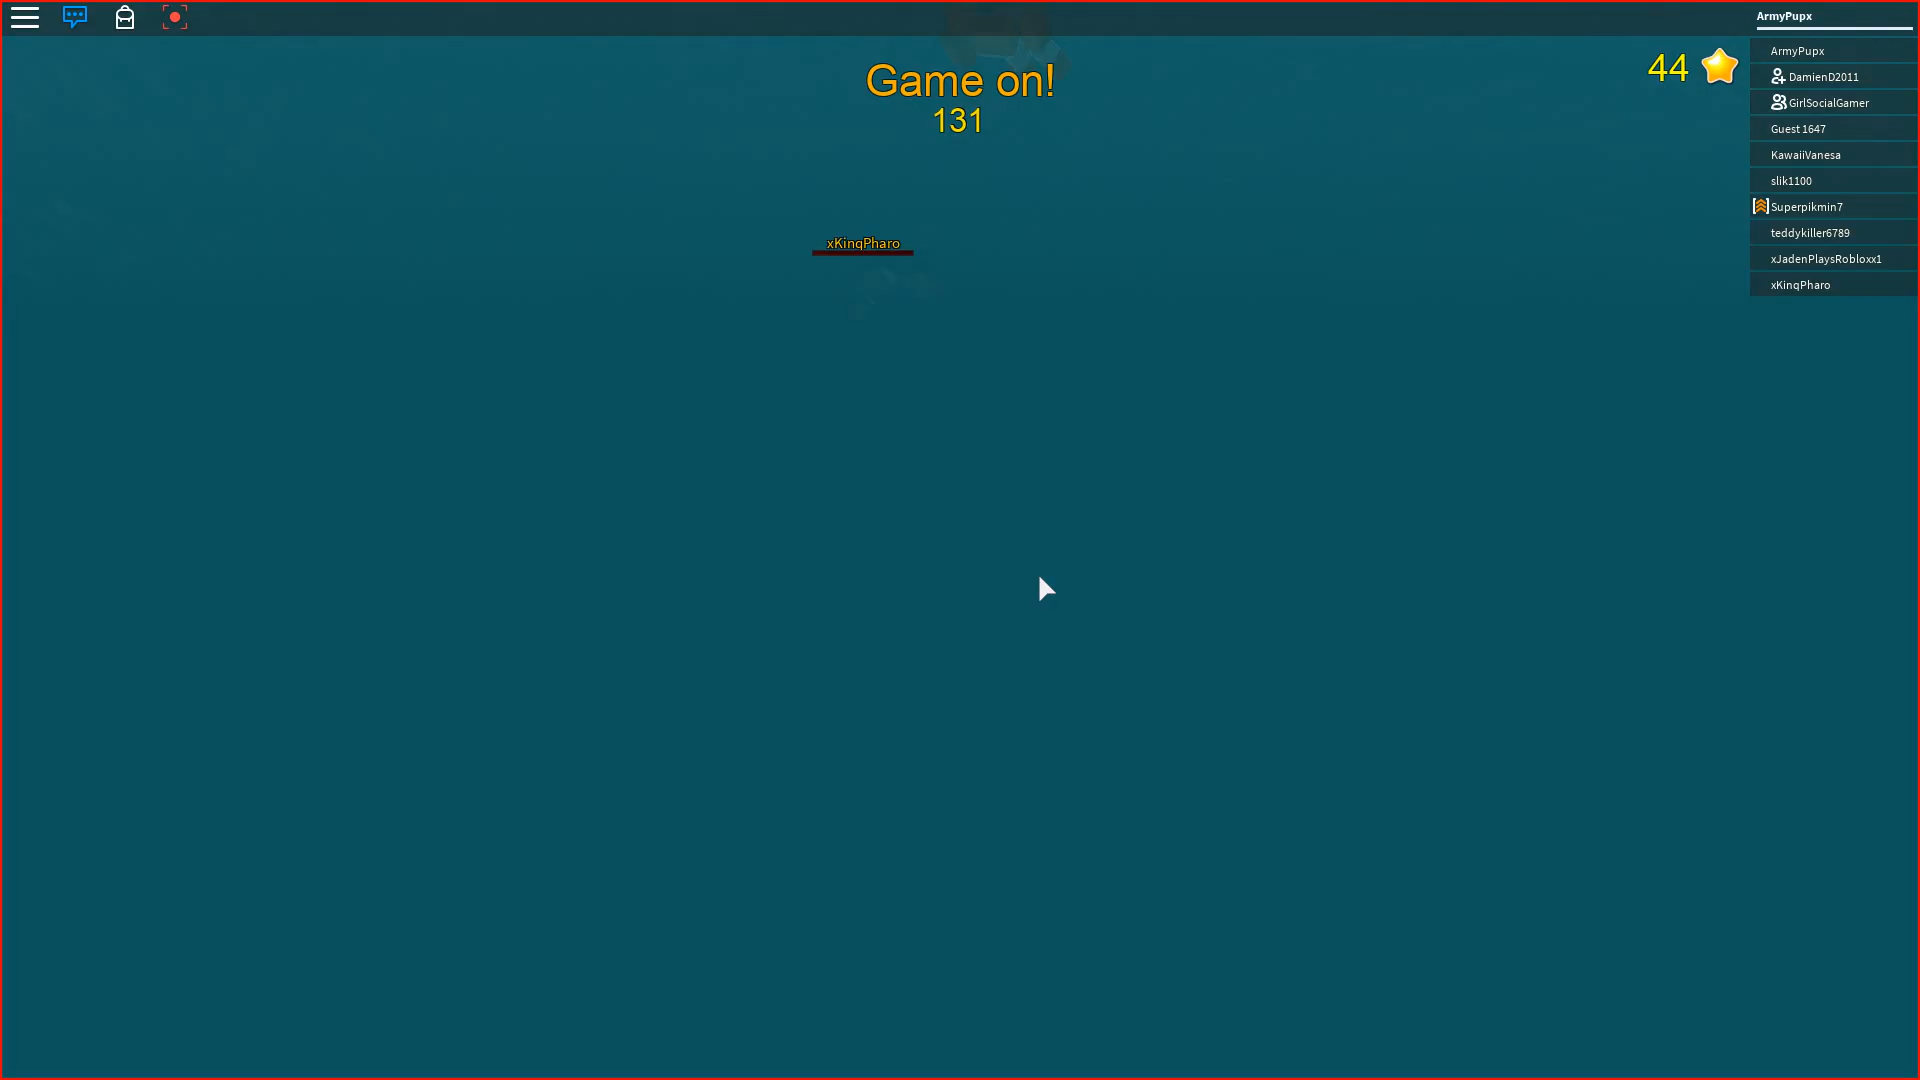 ArmyPupx
Game on!
131
44
ArmyPupx
DamienD2011
GirlSocialGamer
Guest 1647
KawaiiVanesa
slik1100
Superpikmin7
teddykiller6789
xJadenPlaysRobloxx1
xKinqPharo
xKinqPharo